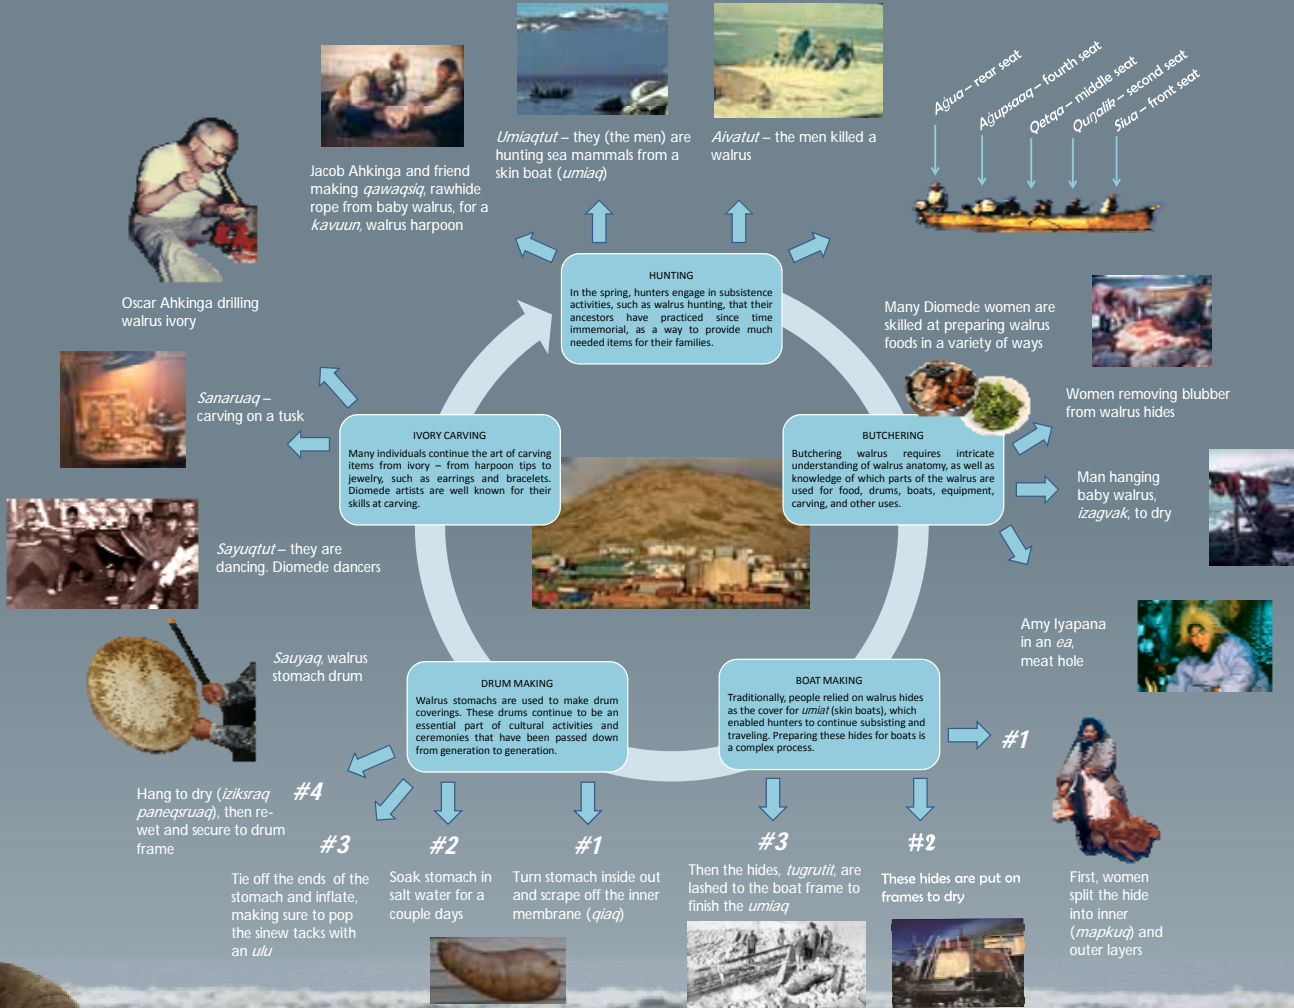 Aġua – rear seat
Aġupsaaq – fourth seat
Qetqa – middle seat
Quŋalik – second seat
Siua – front seat
Umiaqtut – they (the men) are
hunting sea mammals from a
skin boat (umiaq)
Aivatut – the men killed a
walrus
Jacob Ahkinga and friend
making qawaqsiq, rawhide
rope from baby walrus, for a
kavuun, walrus harpoon
Oscar Ahkinga drilling
walrus ivory
HUNTING
In the spring, hunters engage in subsistence
activities, such as walrus hunting, that their
ancestors have practiced since time
immemorial, as a way to provide much
needed items for their families.
Many Diomede women are
skilled at preparing walrus
foods in a variety of ways
Women removing blubber
from walrus hides
Sanaruaq –
carving on a tusk
IVORY CARVING
Many individuals continue the art of carving
items from ivory – from harpoon tips to
jewelry, such as earrings and bracelets.
Diomede artists are well known for their
skills at carving.
BUTCHERING
Butchering walrus requires intricate
understanding of walrus anatomy, as well as
knowledge of which parts of the walrus are
used for food, drums, boats, equipment,
carving, and other uses.
Man hanging
baby walrus,
izagvak, to dry
Sayuqtut – they are
dancing. Diomede dancers
Amy Iyapana
in an ea,
meat hole
Sauyaq, walrus
stomach drum
DRUM MAKING
Walrus stomachs are used to make drum
coverings. These drums continue to be an
essential part of cultural activities and
ceremonies that have been passed down
from generation to generation.
BOAT MAKING
Traditionally, people relied on walrus hides
as the cover for umiat (skin boats), which
enabled hunters to continue subsisting and
traveling. Preparing these hides for boats is
a complex process.
#1
First, women
split the hide
into inner
(mapkuq) and
outer layers
#2
These hides are put on
frames to dry
#3
Then the hides, tugrutit, are
lashed to the boat frame to
finish the umiaq
#1
Turn stomach inside out
and scrape off the inner
membrane (qiaq)
#2
Soak stomach in
salt water for a
couple days
#3
Tie off the ends of the
stomach and inflate,
making sure to pop
the sinew tacks with
an ulu
#4
Hang to dry (iziksraq
paneqsruaq), then re-
wet and secure to drum
frame